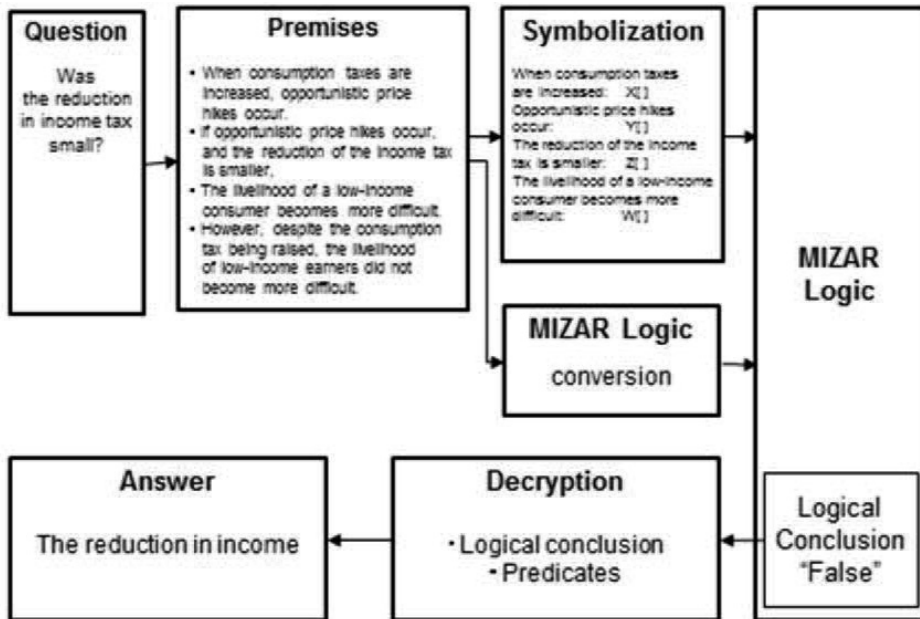 Question
Was
the reduction
in income tax
small?
Premises
• When consumption taxes are
increased, opportunistic price
hikes occur.
• If opportunistic price hikes occur,
and the reduction of the income tax
is smaller,
• The livelihood of a low-income
consumer becomes more difficult.
• However, despite the consumption
tax being raised, the livelihood
of low-income earners did not
become more difficult.
Symbolization
When consumption taxes
are increased: X[ ]
Opportunistic price hikes
occur: Y[ ]
The reduction of the income
tax is smaller: Z[ ]
The livelihood of a low-income
consumer becomes more
difficult: W[ ]
MIZAR Logic
conversion
MIZAR
Logic
Logical
Conclusion
“False”
Decryption
・Logical conclusion
・Predicates
Answer
The reduction in income